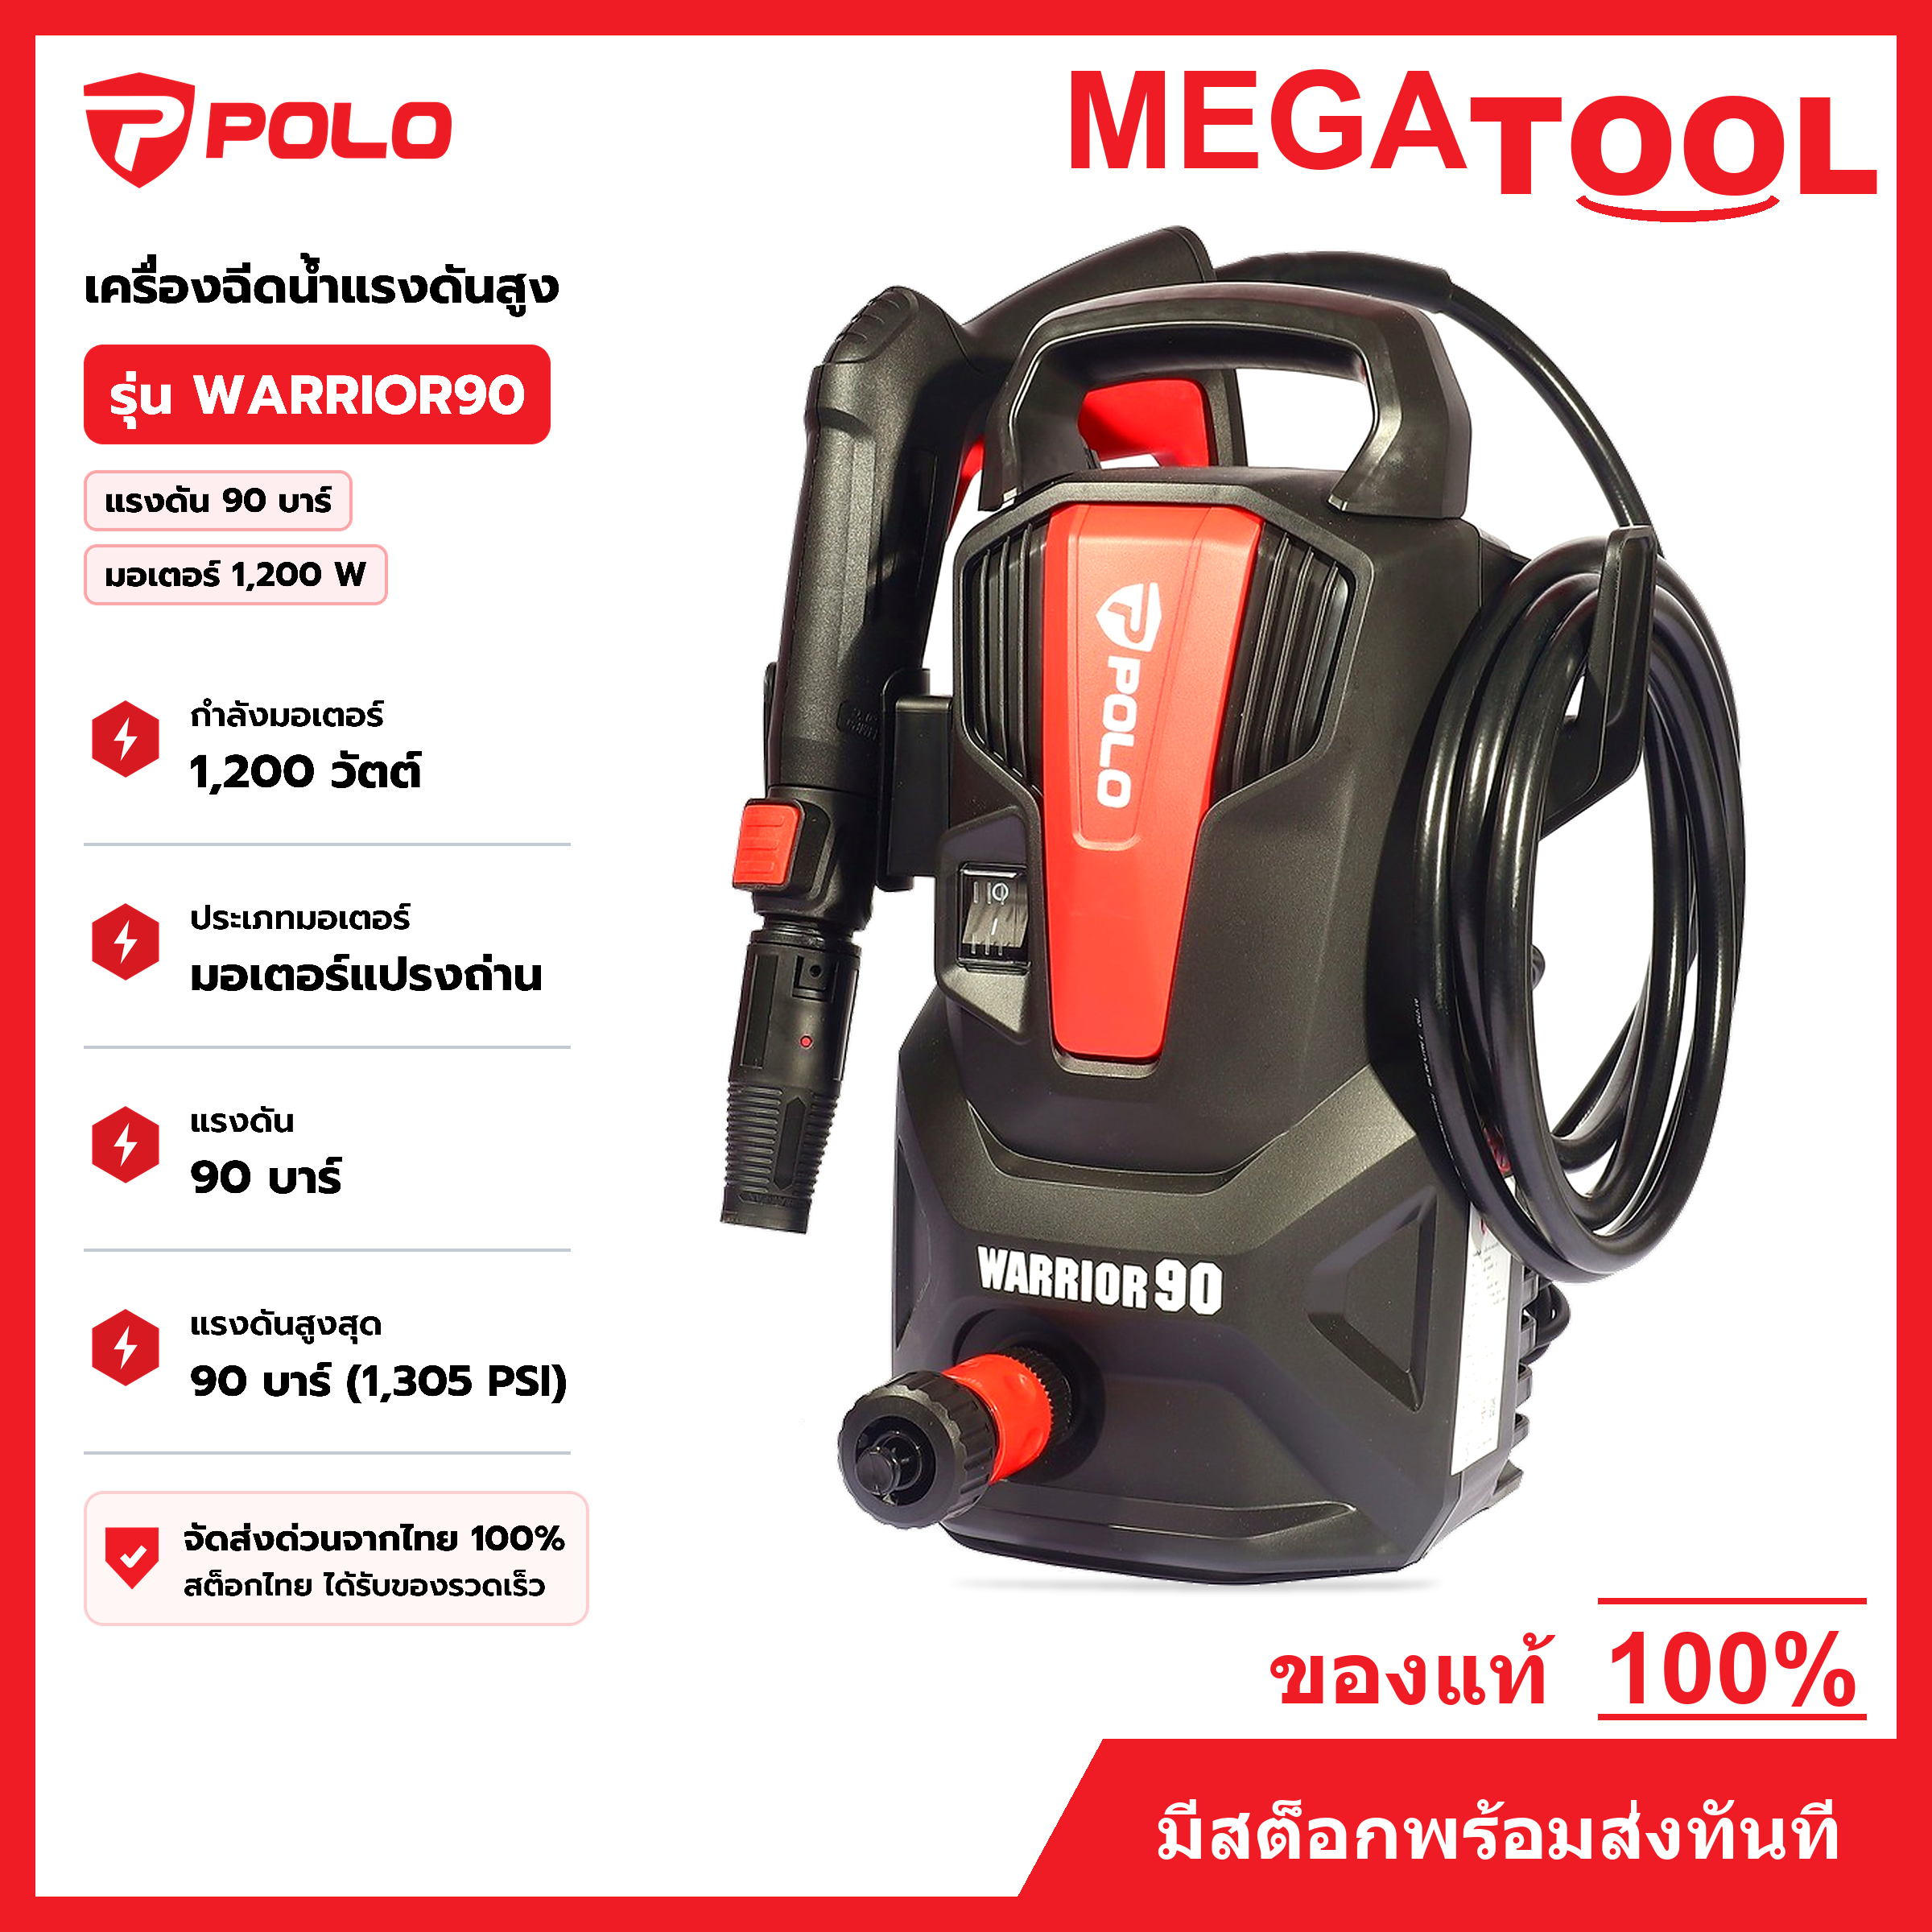 POLO
MEGATOOL
เครื่องฉีดน้ำแรงดันสูง
รุ่น WARRIOR90
แรงดัน 90 บาร์
มอเตอร์ 1,200 W
กำลังมอเตอร์
1,200 วัตต์
ประเภทมอเตอร์
มอเตอร์แปรงถ่าน
แรงดัน
90 บาร์
แรงดันสูงสุด
90 บาร์ (1,305 PSI)
จัดส่งด่วนจากไทย 100%
สต็อกไทย ได้รับของรวดเร็ว
POLO
WARRIOR 90
ของแท้ 100%
มีสต็อกพร้อมส่งทันที